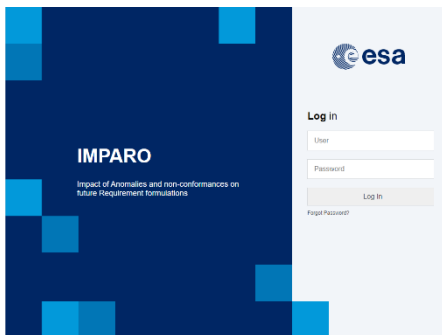 esa
Log in
User
Password
IMPARO
Impact of Anomalies and non-conformances on
future Requirement formulations
Log In
Forgot Password?